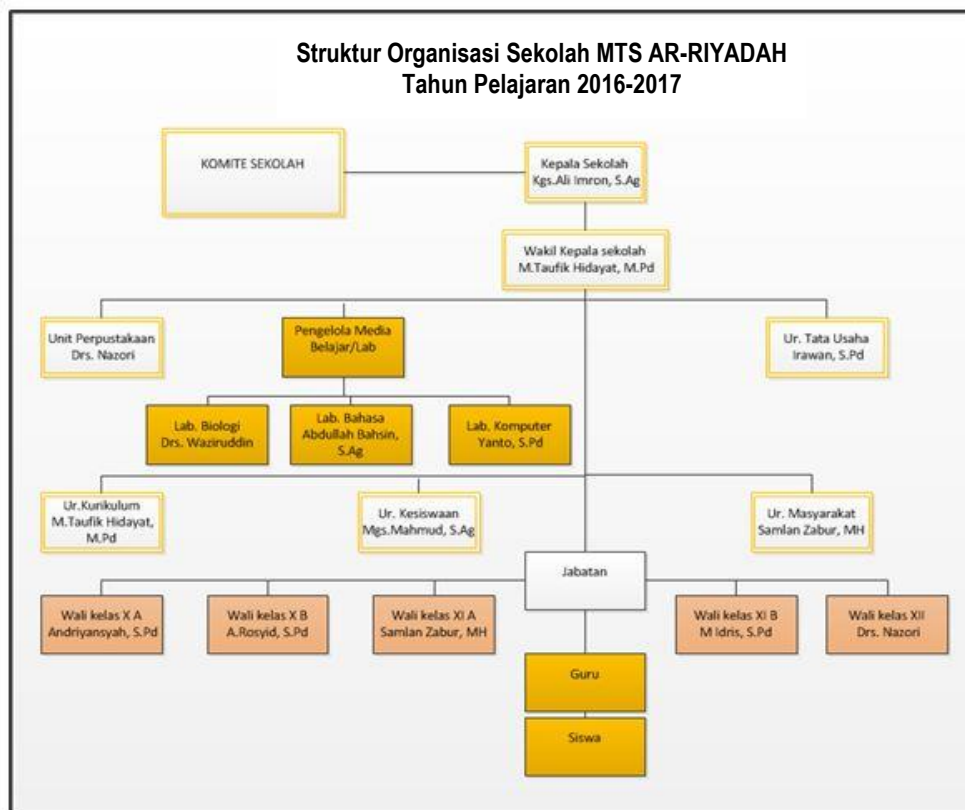 Struktur Organisasi Sekolah MTS AR-RIYADAH
Tahun Pelajaran 2016-2017
KOMITE SEKOLAH
Kepala Sekolah
Kgs.Ali Imron, S.Ag
Wakil Kepala sekolah
M.Taufik Hidayat, M.Pd
Unit Perpustakaan
Drs. Nazori
Pengelola Media
Belajar/Lab
Ur. Tata Usaha
Irawan, S.Pd
Lab. Biologi
Drs. Waziruddin
Lab. Bahasa
Abdullah Bahsin,
S.Ag
Lab. Komputer
Yanto, S.Pd
Ur.Kurikulum
M.Taufik Hidayat,
M.Pd
Ur. Kesiswaan
Mgs.Mahmud, S.Ag
Ur. Masyarakat
Samlan Zabur, MH
Jabatan
Wali kelas X A
Andriyansyah, S.Pd
Wali kelas X B
A.Rosyid, S.Pd
Wali kelas XI A
Samlan Zabur, MH
Wali kelas XI B
M Idris, S.Pd
Wali kelas XII
Drs. Nazori
Guru
Siswa